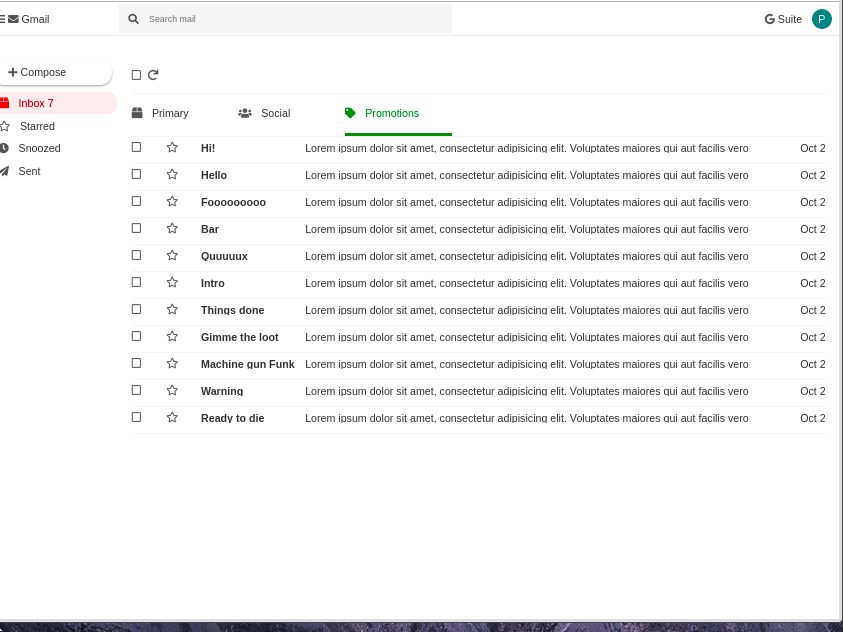 Gmail
Search mail
G Suite
P
+ Compose
Inbox 7
Starred
Snoozed
Sent
Primary Social Promotions
Hi! Lorem ipsum dolor sit amet, consectetur adipisicing elit. Voluptates maiores qui aut facilis vero Oct 2
Hello Lorem ipsum dolor sit amet, consectetur adipisicing elit. Voluptates maiores qui aut facilis vero Oct 2
Fooooooooo Lorem ipsum dolor sit amet, consectetur adipisicing elit. Voluptates maiores qui aut facilis vero Oct 2
Bar Lorem ipsum dolor sit amet, consectetur adipisicing elit. Voluptates maiores qui aut facilis vero Oct 2
Quuuuux Lorem ipsum dolor sit amet, consectetur adipisicing elit. Voluptates maiores qui aut facilis vero Oct 2
Intro Lorem ipsum dolor sit amet, consectetur adipisicing elit. Voluptates maiores qui aut facilis vero Oct 2
Things done Lorem ipsum dolor sit amet, consectetur adipisicing elit. Voluptates maiores qui aut facilis vero Oct 2
Gimme the loot Lorem ipsum dolor sit amet, consectetur adipisicing elit. Voluptates maiores qui aut facilis vero Oct 2
Machine gun Funk Lorem ipsum dolor sit amet, consectetur adipisicing elit. Voluptates maiores qui aut facilis vero Oct 2
Warning Lorem ipsum dolor sit amet, consectetur adipisicing elit. Voluptates maiores qui aut facilis vero Oct 2
Ready to die Lorem ipsum dolor sit amet, consectetur adipisicing elit. Voluptates maiores qui aut facilis vero Oct 2